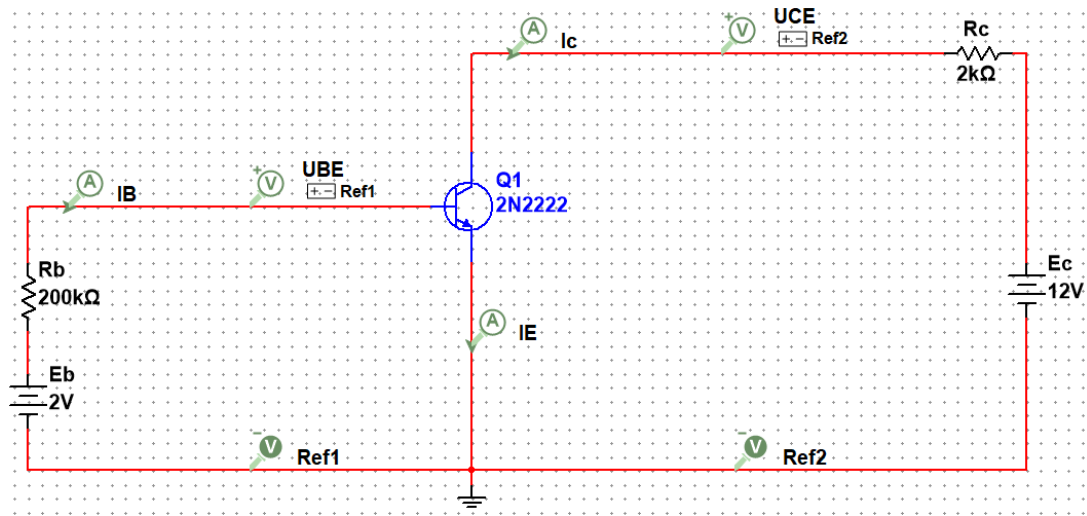 UCE
A
V
+
Ic
+ - Ref2
Rc
2kΩ
UBE
+
V
+ - Ref1
A
IB
Q1
2N2222
Rb
200kΩ
Ec
12V
A
IE
Eb
2V
-
V
Ref1
-
V
Ref2